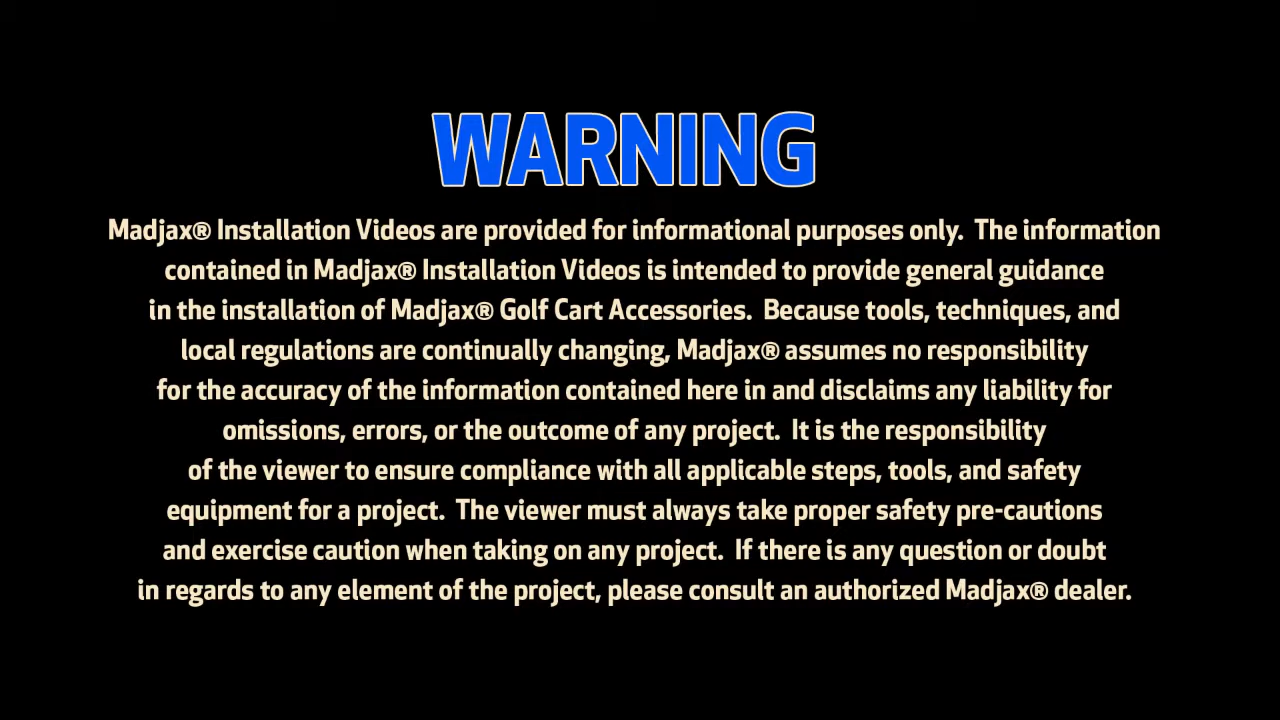 WARNING
Madjax® Installation Videos are provided for informational purposes only.  The information
contained in Madjax® Installation Videos is intended to provide general guidance
in the installation of Madjax® Golf Cart Accessories.  Because tools, techniques, and
local regulations are continually changing, Madjax® assumes no responsibility
for the accuracy of the information contained here in and disclaims any liability for
omissions, errors, or the outcome of any project.  It is the responsibility
of the viewer to ensure compliance with all applicable steps, tools, and safety
equipment for a project.  The viewer must always take proper safety pre-cautions
and exercise caution when taking on any project.  If there is any question or doubt
in regards to any element of the project, please consult an authorized Madjax® dealer.